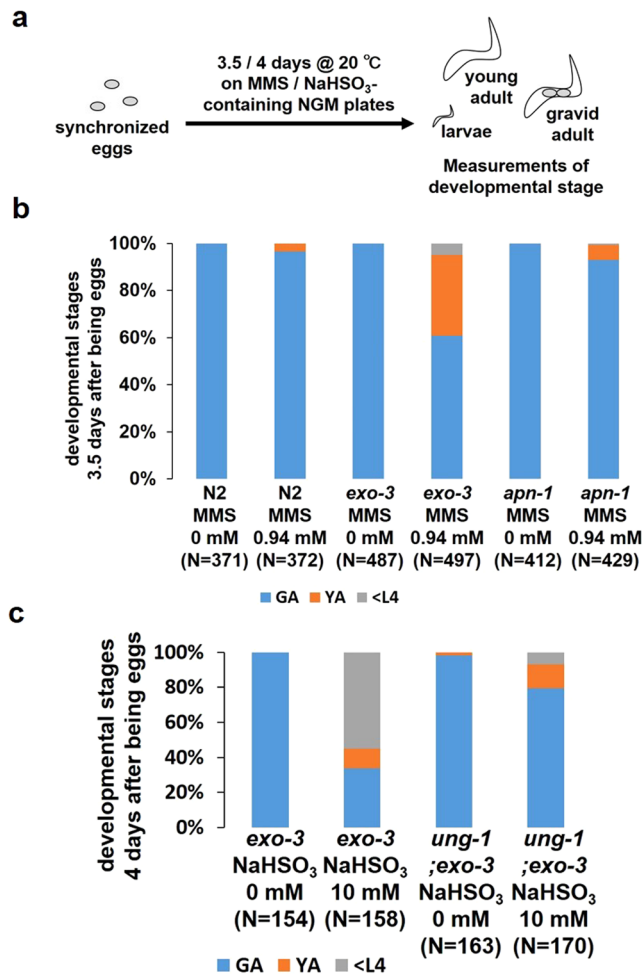 a
3.5 / 4 days @ 20 ℃
on MMS / NaHSO₃-
containing NGM plates
synchronized
eggs
young
adult
larvae
gravid
adult
Measurements of
developmental stage
b
developmental stages
3.5 days after being eggs
100%
80%
60%
40%
20%
0%
N2
MMS
0 mM
(N=371)
N2
MMS
0.94 mM
(N=372)
exo-3
MMS
0 mM
(N=487)
exo-3
MMS
0.94 mM
(N=497)
apn-1
MMS
0 mM
(N=412)
apn-1
MMS
0.94 mM
(N=429)
GA YA <L4
c
developmental stages
4 days after being eggs
100%
80%
60%
40%
20%
0%
exo-3
NaHSO₃
0 mM
(N=154)
exo-3
NaHSO₃
10 mM
(N=158)
ung-1
;exo-3
NaHSO₃
0 mM
(N=163)
ung-1
;exo-3
NaHSO₃
10 mM
(N=170)
GA YA <L4